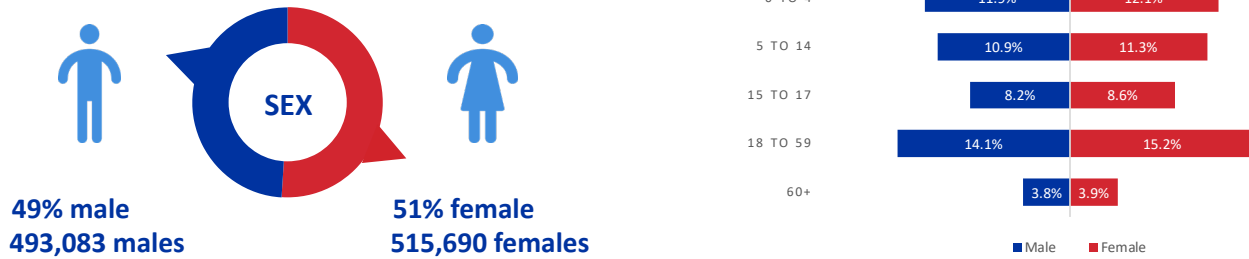 SEX
49% male
493,083 males
51% female
515,690 females
12.1%
5 TO 14 10.9% 11.3%
15 TO 17 8.2% 8.6%
18 TO 59 14.1% 15.2%
60+ 3.8% 3.9%
Male Female